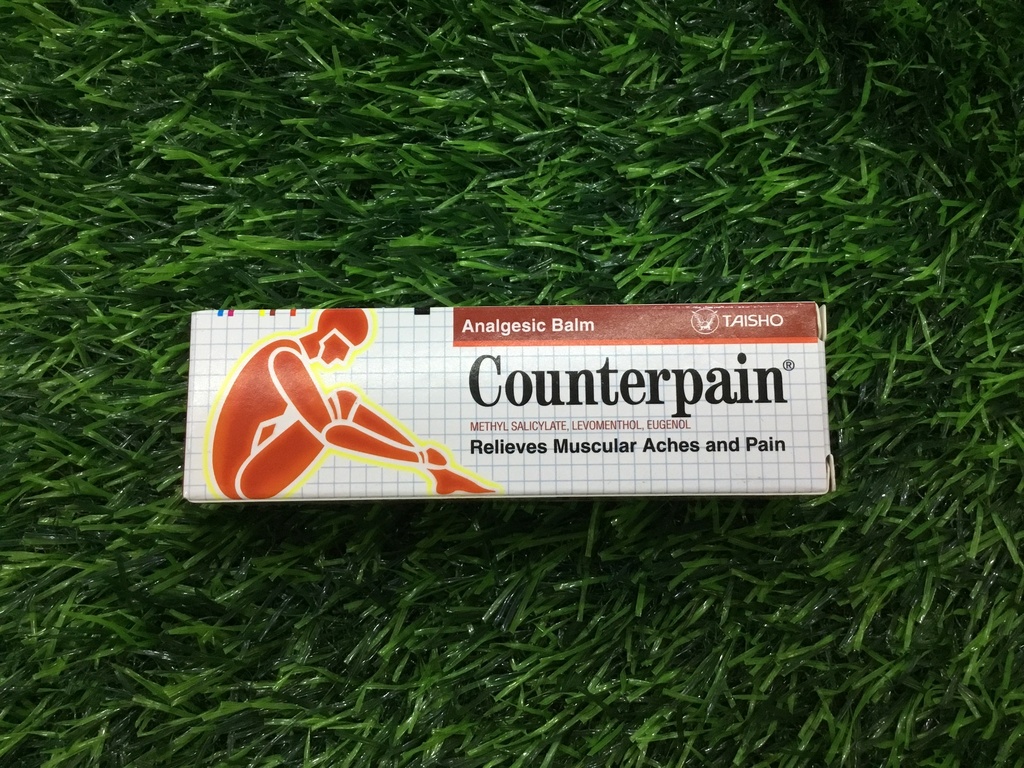 Analgesic Balm
TAISHO
Counterpain®
METHYL SALICYLATE, LEVOMENTHOL, EUGENOL
Relieves Muscular Aches and Pain